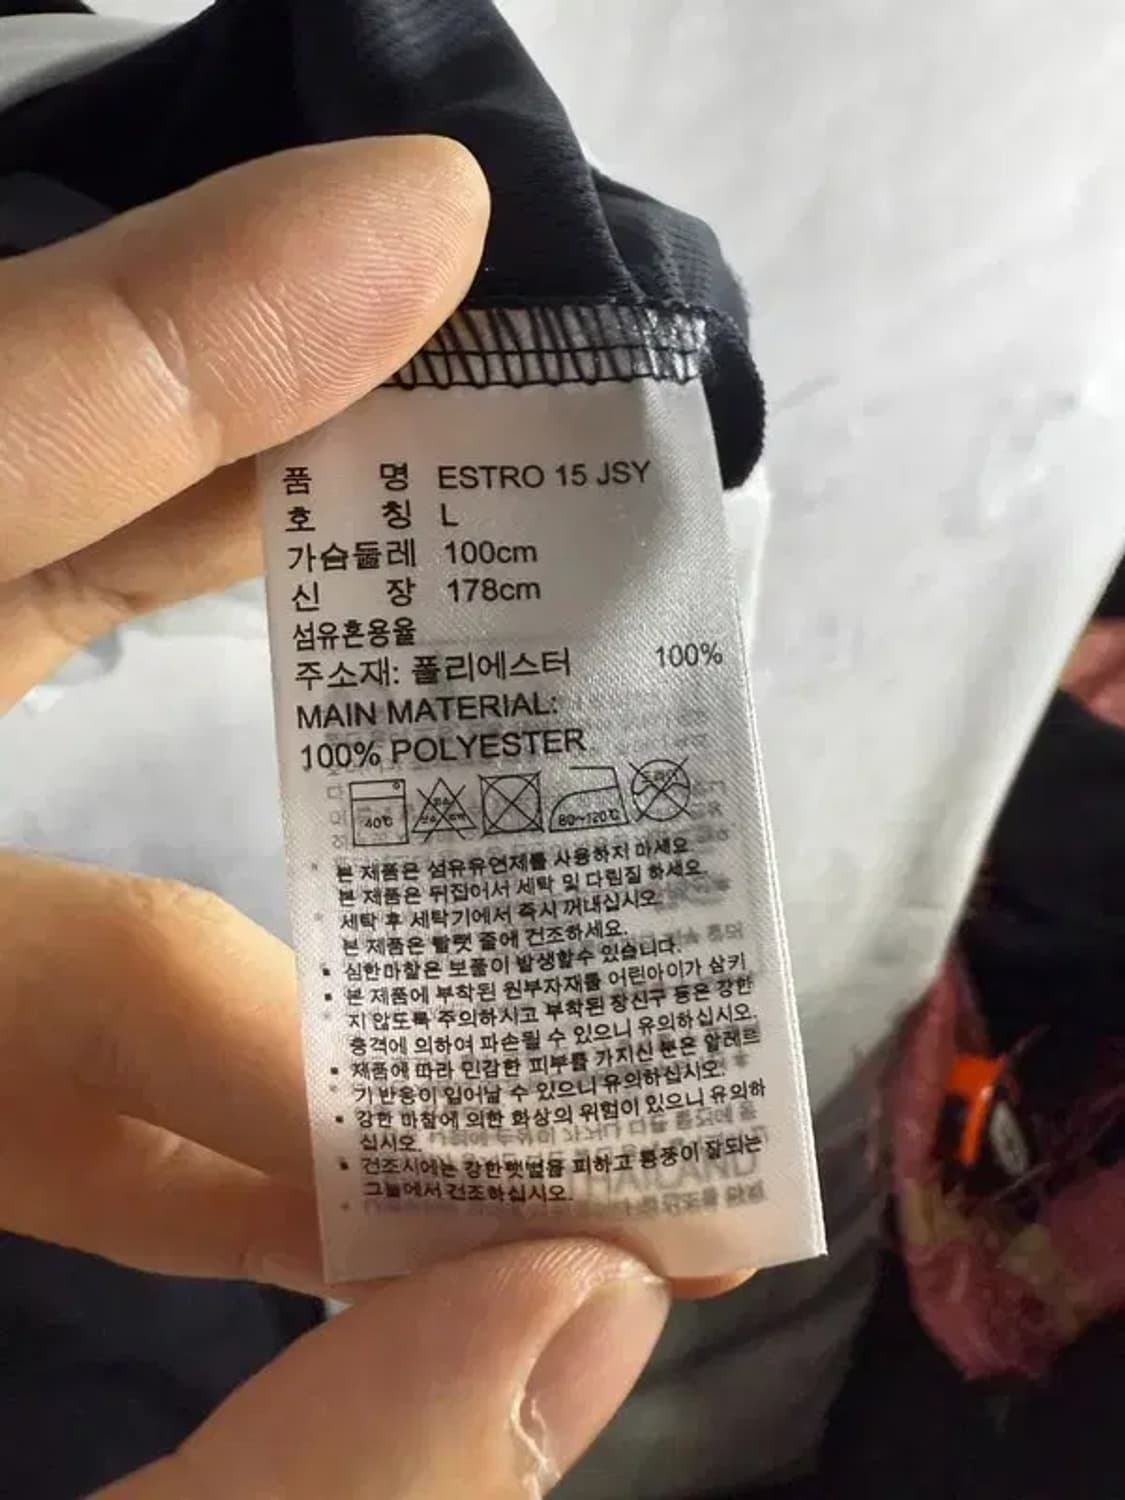 품 명 ESTRO 15 JSY
호 칭 L
가슴둘레 100cm
신 장 178cm
섬유혼용율
주소재: 폴리에스터 100%
MAIN MATERIAL:
100% POLYESTER
40℃ 80~120℃
본 제품은 섬유유연제를 사용하지 마세요.
본 제품은 뒤집어서 세탁 및 다림질 하세요.
세탁 후 세탁기에서 즉시 꺼내십시오.
본 제품은 빨랫 줄에 건조하세요.
▪ 심한마찰은 보풀이 발생할수 있습니다.
▪ 본 제품에 부착된 원부자재를 어린아이가 삼키
지 않도록 주의하시고 부착된 장신구 등은 강한
충격에 의하여 파손될 수 있으니 유의하십시오.
▪ 제품에 따라 민감한 피부를 가지신 분은 알레르
기 반응이 일어날 수 있으니 유의하십시오.
▪ 강한 마찰에 의한 화상의 위험이 있으니 유의하
십시오.
▪ 건조시에는 강한햇볕을 피하고 통풍이 잘되는
그늘에서 건조하십시오.